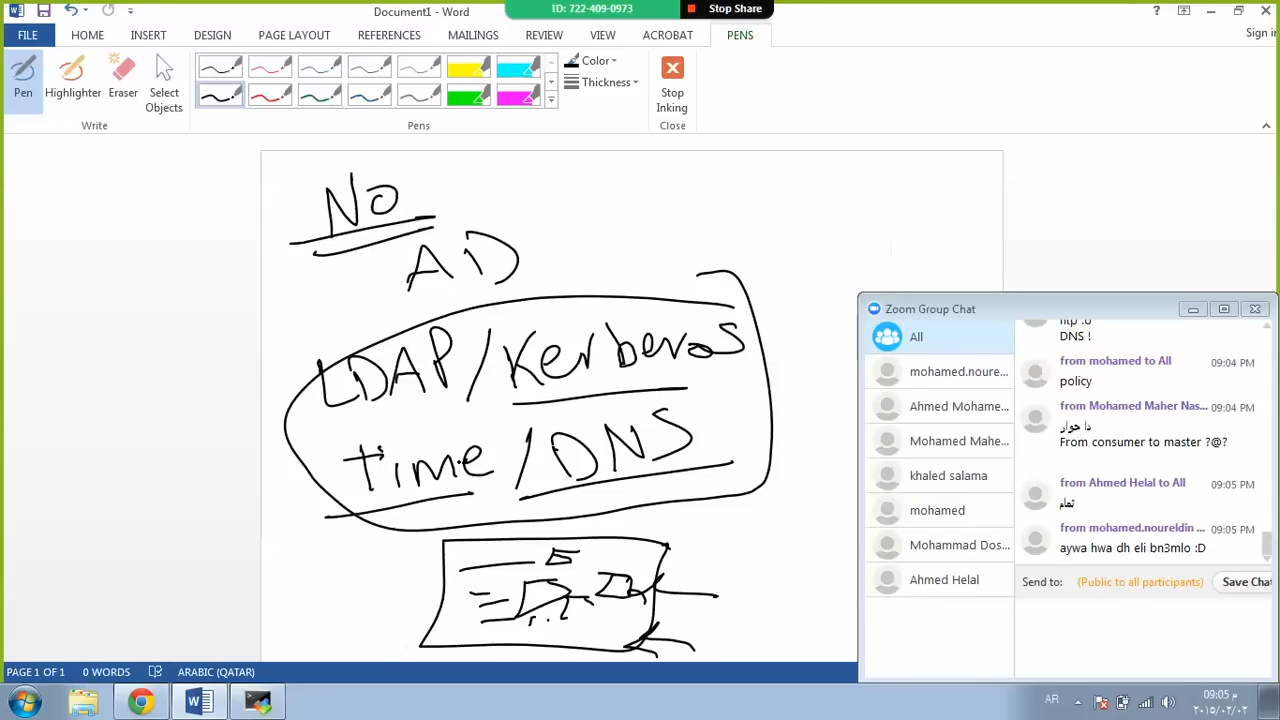 Document1 - Word
ID: 722-409-0973
Stop Share
FILE HOME INSERT DESIGN PAGE LAYOUT REFERENCES MAILINGS REVIEW VIEW ACROBAT PENS
Sign in
Pen
Highlighter
Eraser
Select Objects
Color
Thickness
Stop Inking
Write
Pens
Close
No
AD
LDAP/Kerberos
time/DNS
Zoom Group Chat
All
mohamed.noure...
Ahmed Mohame...
Mohamed Mahe...
khaled salama
mohamed
Mohammad Dos...
Ahmed Helal
DNS !
from mohamed to All 09:04 PM
policy
from Mohamed Maher Nas... 09:04 PM
دا حوار
From consumer to master ?@?
from Ahmed Helal to All 09:05 PM
تمام
from mohamed.noureldin ... 09:05 PM
aywa hwa dh eli bn3mlo :D
Send to: (Public to all participants) Save Chat
PAGE 1 OF 1 0 WORDS ARABIC (QATAR)
AR
09:05 م
٢٠١٥/٠٢/٠٢